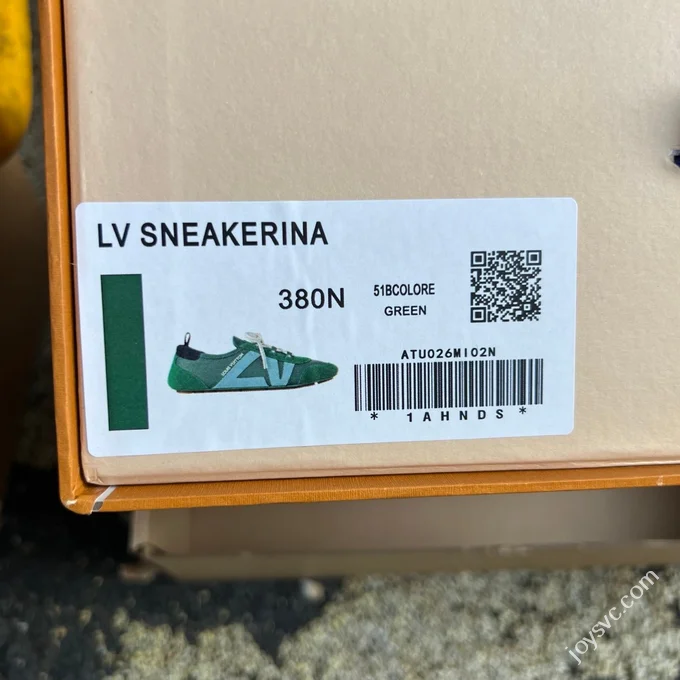 LV SNEAKERINA
380N
51BCOLORE
GREEN
ATU026MI02N
* 1AHNDS *
joysvc.com